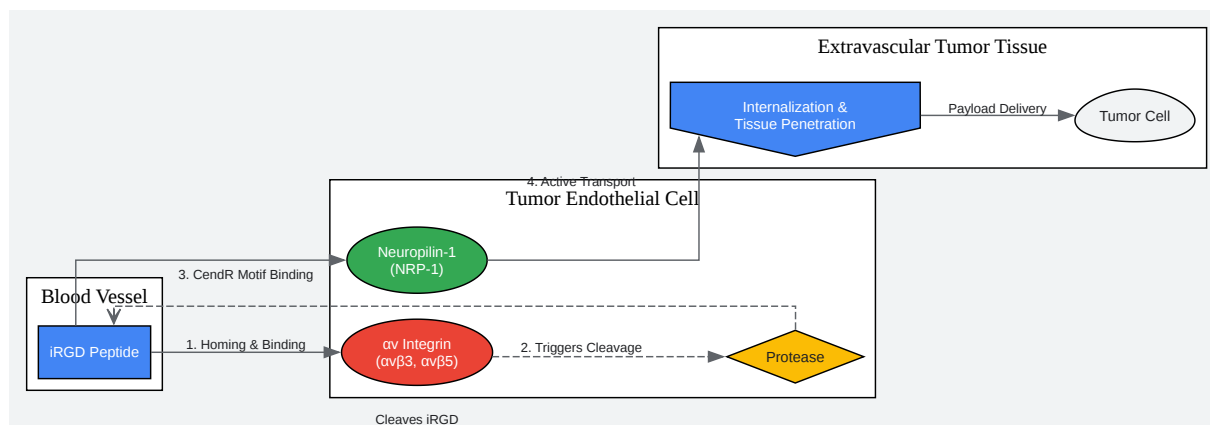 Extravascular Tumor Tissue
Internalization &
Tissue Penetration
Payload Delivery
Tumor Cell
4. Active Transport
Tumor Endothelial Cell
Neuropilin-1
(NRP-1)
3. CendR Motif Binding
Blood Vessel
iRGD Peptide
1. Homing & Binding
αv Integrin
(αvβ3, αvβ5)
2. Triggers Cleavage
Protease
Cleaves iRGD